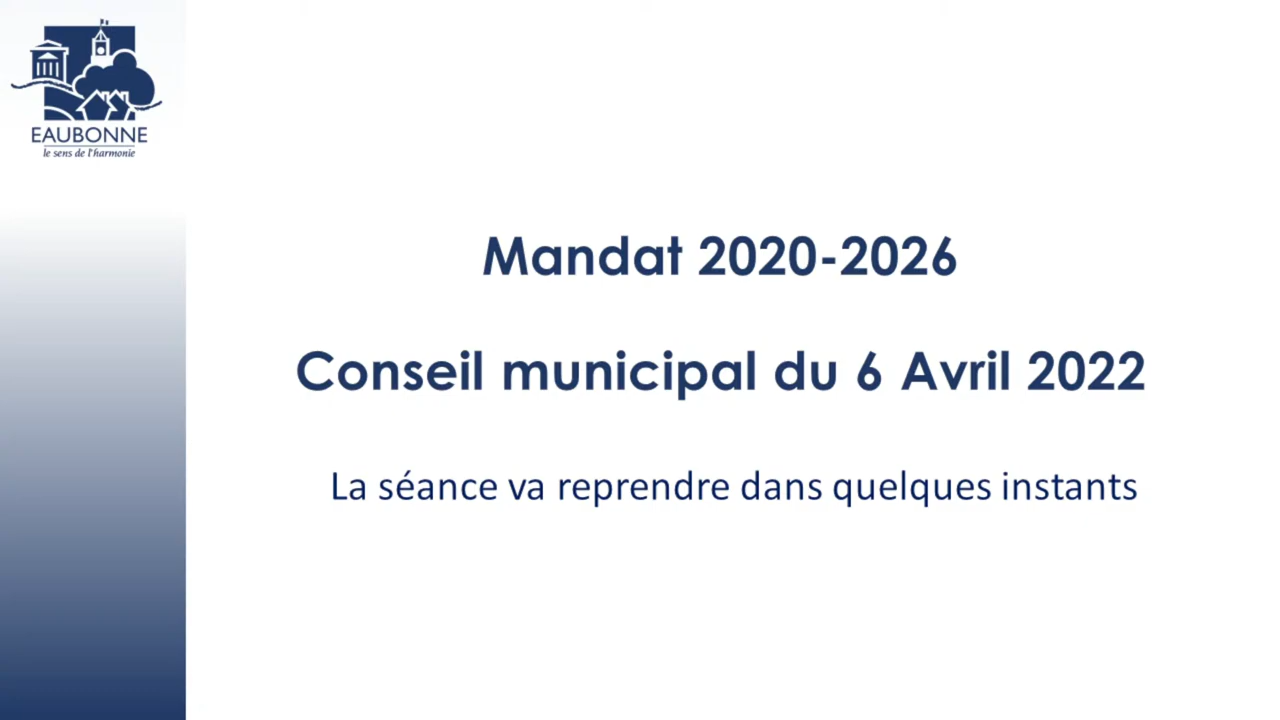 EAUBONNE
le sens de l'harmonie
Mandat 2020-2026
Conseil municipal du 6 Avril 2022
La séance va reprendre dans quelques instants